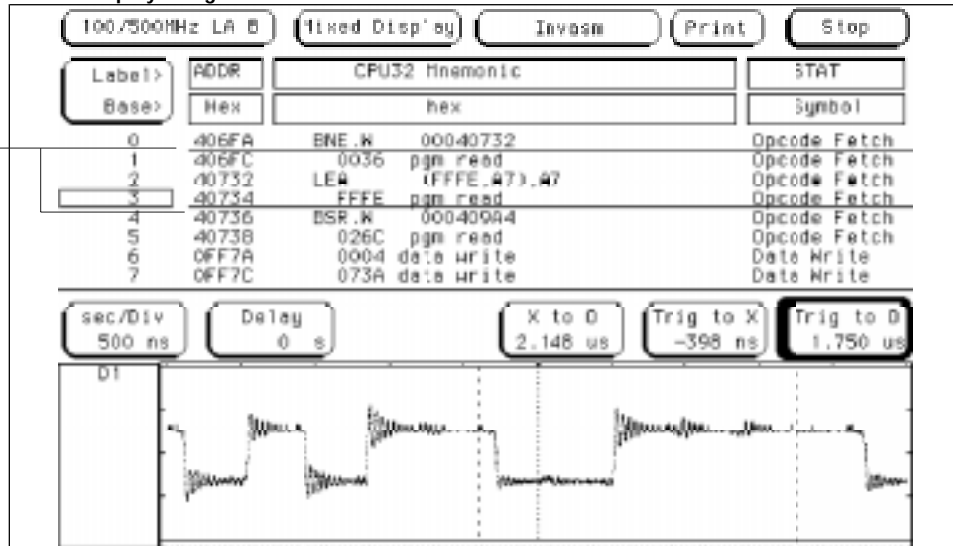 100/500MHz LA B Mixed Display Invasm Print Stop
Label> ADDR CPU32 Mnemonic STAT
Base> Hex hex Symbol
0 406FA BNE.W 00040732 Opcode Fetch
1 406FC 0036 pgm read Opcode Fetch
2 40732 LEA (FFFE,A7),A7 Opcode Fetch
3 40734 FFFE pgm read Opcode Fetch
4 40736 BSR.W 000409A4 Opcode Fetch
5 40738 026C pgm read Opcode Fetch
6 0FF7A 0004 data write Data Write
7 0FF7C 073A data write Data Write
sec/Div Delay X to O Trig to X Trig to O
500 ns 0 s 2.148 us -398 ns 1.750 us
D1